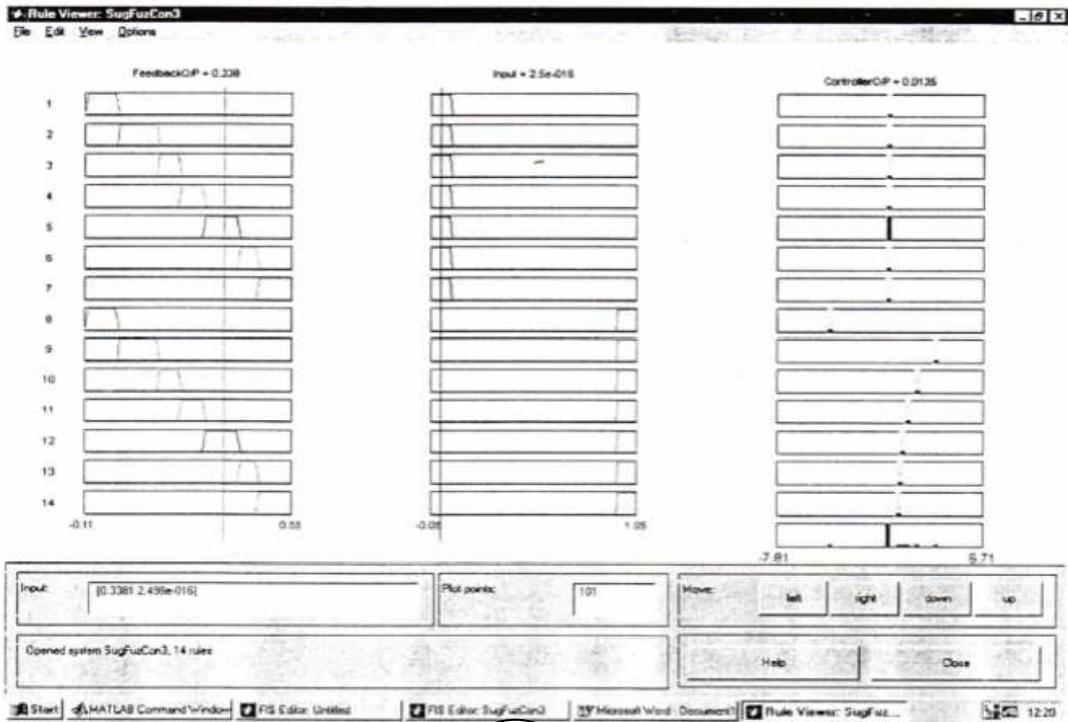 Rule Viewer: SugFuzCon3
File Edit View Options
FeedbackO/P = 0.338
Input = 2.5e-016
ControllerO/P = 0.0135
1
2
3
4
5
6
7
8
9
10
11
12
13
14
-0.11
0.55
-0.05
1.05
-7.81
6.71
Input:
[0.3381 2.498e-016]
Plot points:
101
Move:
left
right
down
up
Opened system SugFuzCon3, 14 rules
Help
Close
Start
MATLAB Command Window
FIS Editor: Untitled
FIS Editor: SugFuzCon3
Microsoft Word - Document1
Rule Viewer: SugFuz...
12:20